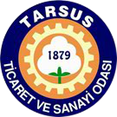 TARSUS
1879
TİCARET VE SANAYİ ODASI